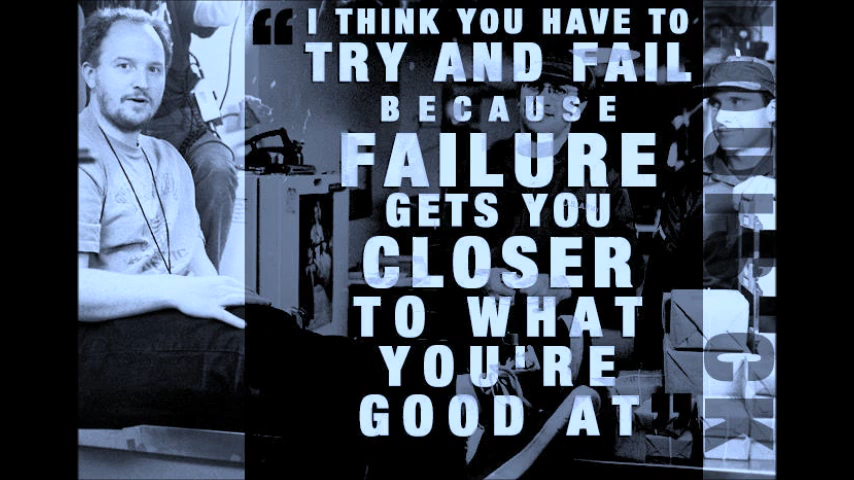 “ I THINK YOU HAVE TO
TRY AND FAIL
BECAUSE
FAILURE
GETS YOU
CLOSER
TO WHAT
YOU'RE
GOOD AT ”